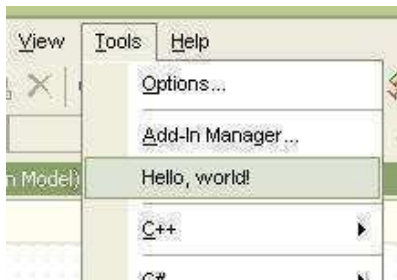 View Tools Help
Options...
Add-In Manager...
n Model)
Hello, world!
C++
C#